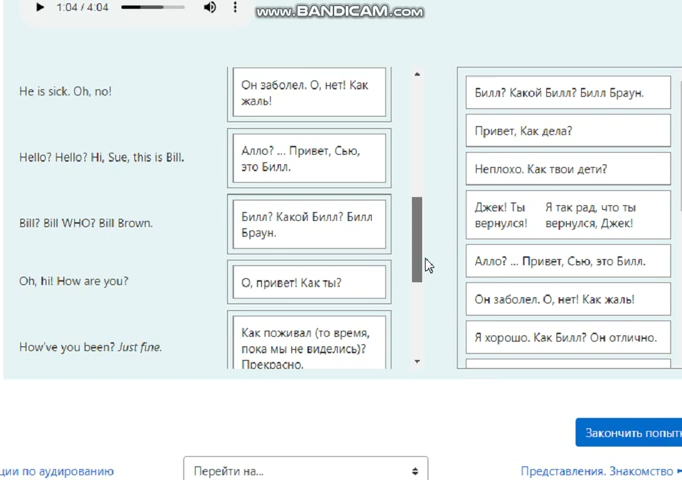 1:04 / 4:04
www.BANDICAM.com
He is sick. Oh, no!
Он заболел. О, нет! Как
жаль!
Hello? Hello? Hi, Sue, this is Bill.
Алло? ... Привет, Сью,
это Билл.
Bill? Bill WHO? Bill Brown.
Билл? Какой Билл? Билл
Браун.
Oh, hi! How are you?
О, привет! Как ты?
How've you been? Just fine.
Как поживал (то время,
пока мы не виделись)?
Прекрасно.
Билл? Какой Билл? Билл Браун.
Привет, Как дела?
Неплохо. Как твои дети?
Джек! Ты Я так рад, что ты
вернулся! вернулся, Джек!
Алло? ... Привет, Сью, это Билл.
Он заболел. О, нет! Как жаль!
Я хорошо. Как Билл? Он отлично.
Закончить попытк
ции по аудированию
Перейти на...
Представления. Знакомство